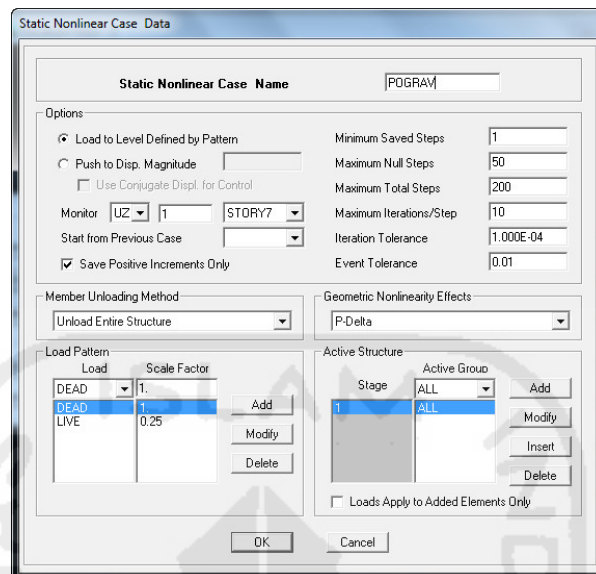 Static Nonlinear Case Data
Static Nonlinear Case Name POGRAV
Options
Load to Level Defined by Pattern
Push to Disp. Magnitude
Use Conjugate Displ. for Control
Monitor UZ 1 STORY7
Start from Previous Case
Save Positive Increments Only
Minimum Saved Steps 1
Maximum Null Steps 50
Maximum Total Steps 200
Maximum Iterations/Step 10
Iteration Tolerance 1.000E-04
Event Tolerance 0.01
Member Unloading Method
Unload Entire Structure
Geometric Nonlinearity Effects
P-Delta
Load Pattern
Load Scale Factor
DEAD 1.
DEAD 1.
LIVE 0.25
Add
Modify
Delete
Active Structure
Active Group
Stage ALL
1 ALL
Add
Modify
Insert
Delete
Loads Apply to Added Elements Only
OK Cancel
ISLAM